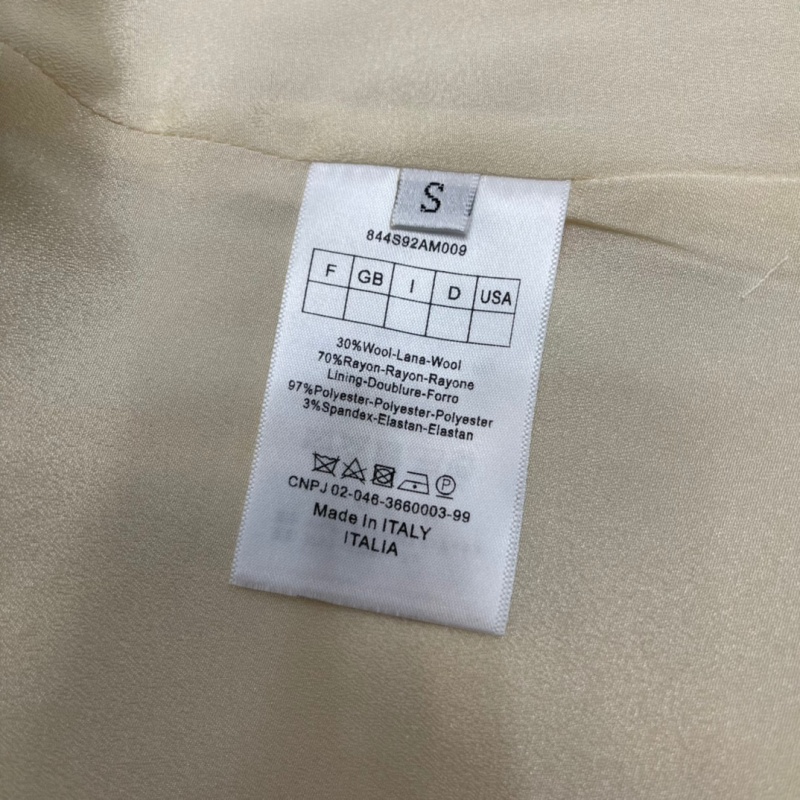 S
844S92AM009
F GB I D USA
30%Wool-Lana-Wool
70%Rayon-Rayon-Rayone
Lining-Doublure-Forro
97%Polyester-Polyester-Polyester
3%Spandex-Elastan-Elastan
P
CNPJ 02-046-3660003-99
Made In ITALY
ITALIA